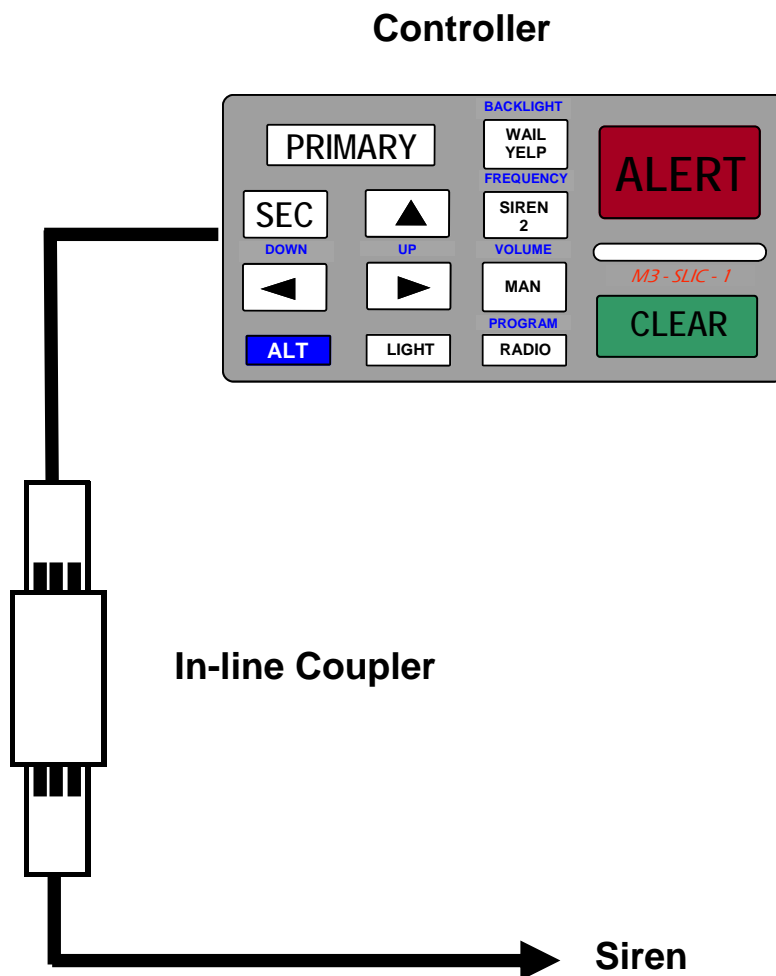 Controller
BACKLIGHT
PRIMARY
WAIL
YELP
ALERT
FREQUENCY
SEC
SIREN
2
DOWN
UP
VOLUME
M3 - SLIC - 1
MAN
CLEAR
PROGRAM
ALT
LIGHT
RADIO
In-line Coupler
Siren